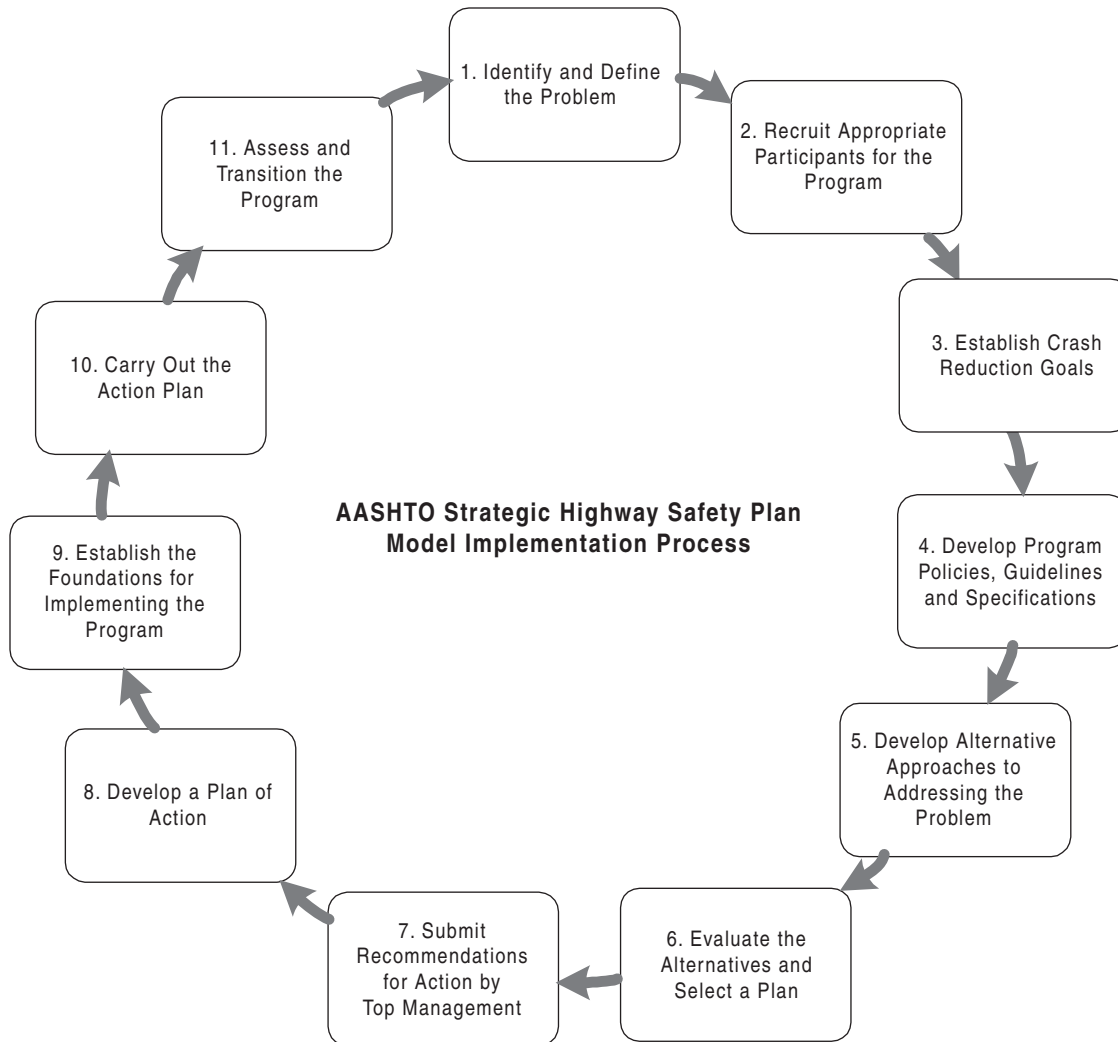 1. Identify and Define
the Problem
2. Recruit Appropriate
Participants for the
Program
3. Establish Crash
Reduction Goals
4. Develop Program
Policies, Guidelines
and Specifications
5. Develop Alternative
Approaches to
Addressing the
Problem
6. Evaluate the
Alternatives and
Select a Plan
7. Submit
Recommendations
for Action by
Top Management
8. Develop a Plan of
Action
9. Establish the
Foundations for
Implementing the
Program
10. Carry Out the
Action Plan
11. Assess and
Transition the
Program
AASHTO Strategic Highway Safety Plan
Model Implementation Process